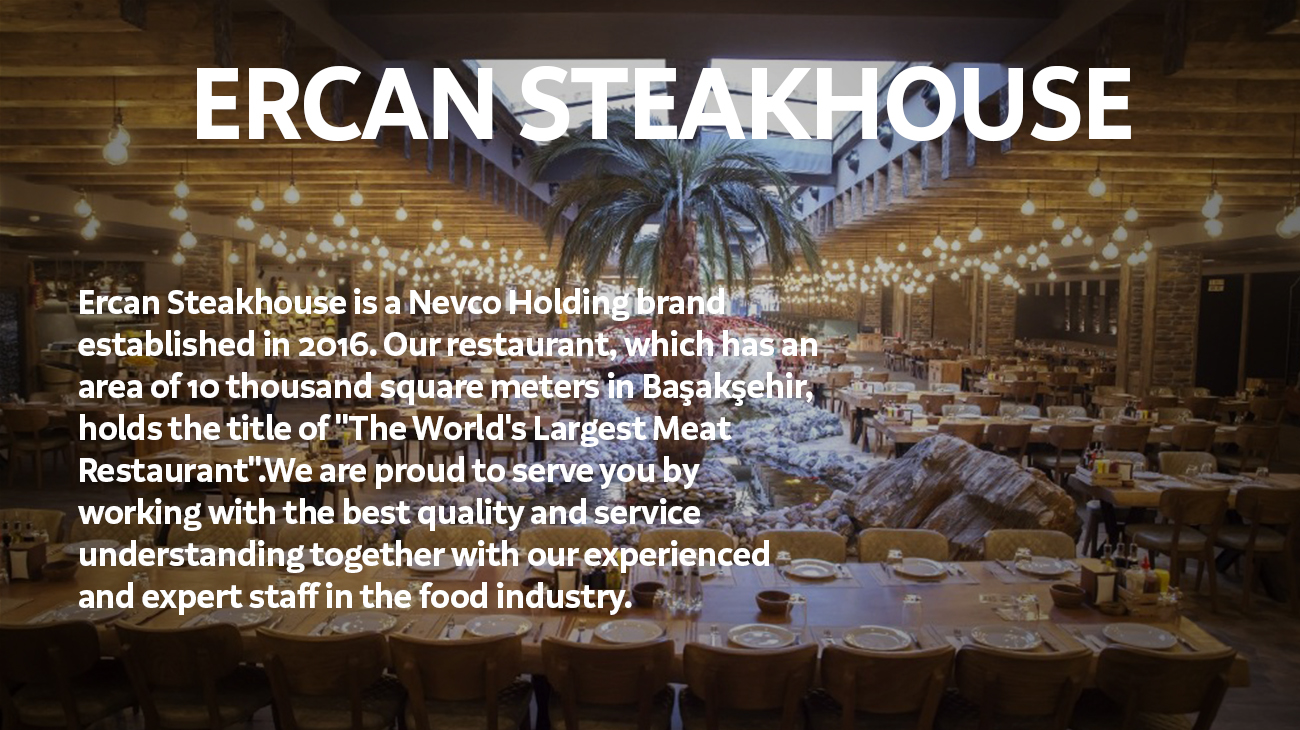 ERCAN STEAKHOUSE
Ercan Steakhouse is a Nevco Holding brand
established in 2016. Our restaurant, which has an
area of 10 thousand square meters in Başakşehir,
holds the title of "The World's Largest Meat
Restaurant".We are proud to serve you by
working with the best quality and service
understanding together with our experienced
and expert staff in the food industry.